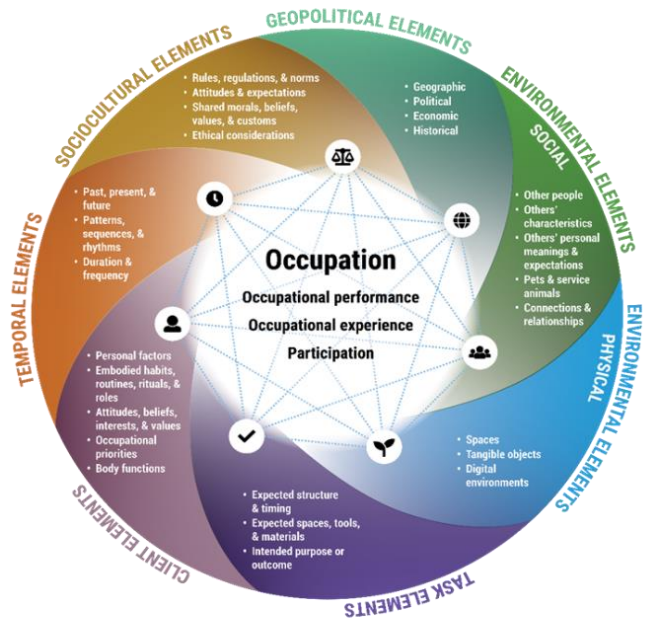 GEOPOLITICAL ELEMENTS
• Geographic
• Political
• Economic
• Historical
ENVIRONMENTAL ELEMENTS
SOCIAL
• Other people
• Others'
characteristics
• Others' personal
meanings &
expectations
• Pets & service
animals
• Connections &
relationships
ENVIRONMENTAL ELEMENTS
PHYSICAL
• Spaces
• Tangible objects
• Digital
environments
TASK ELEMENTS
• Expected structure
& timing
• Expected spaces, tools,
& materials
• Intended purpose or
outcome
CLIENT ELEMENTS
• Personal factors
• Embodied habits,
routines, rituals, &
roles
• Attitudes, beliefs,
interests, & values
• Occupational
priorities
• Body functions
TEMPORAL ELEMENTS
• Past, present, &
future
• Patterns,
sequences, &
rhythms
• Duration &
frequency
SOCIOCULTURAL ELEMENTS
• Rules, regulations, & norms
• Attitudes & expectations
• Shared morals, beliefs,
values, & customs
• Ethical considerations
Occupation
Occupational performance
Occupational experience
Participation